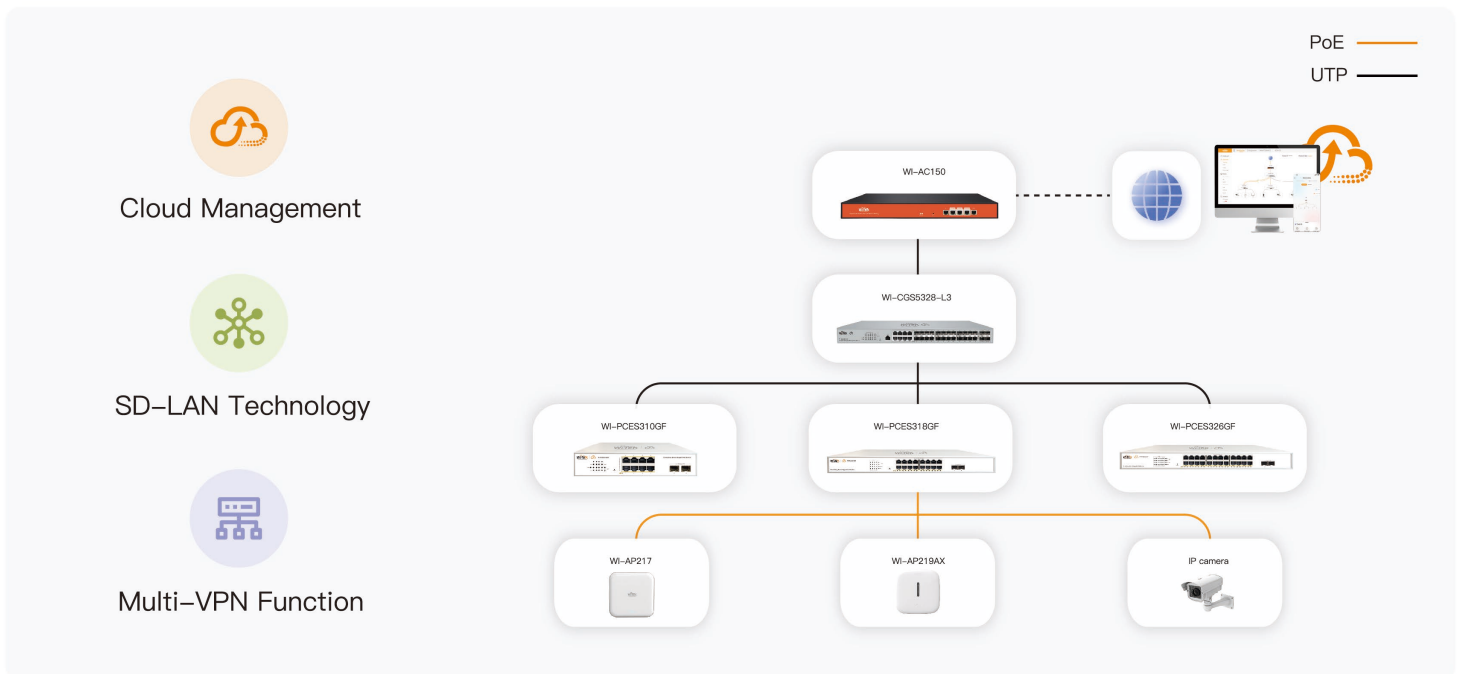 PoE
UTP
Cloud Management
SD-LAN Technology
Multi-VPN Function
WI-AC150
WI-CGS5328-L3
WI-PCES310GF
WI-PCES318GF
WI-PCES326GF
WI-AP217
WI-AP219AX
IP camera